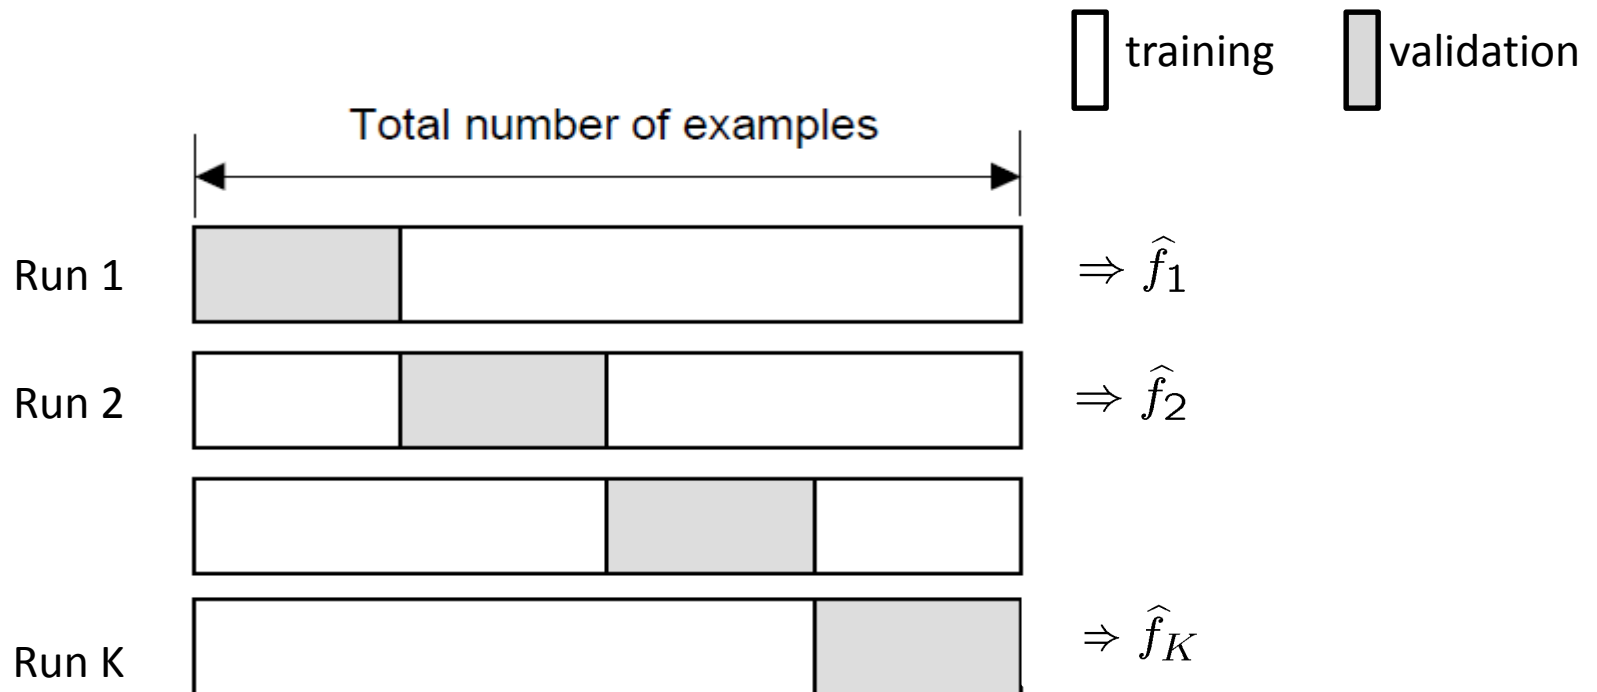 training validation
Total number of examples
Run 1 ⇒ f̂₁
Run 2 ⇒ f̂₂
Run K ⇒ f̂_K